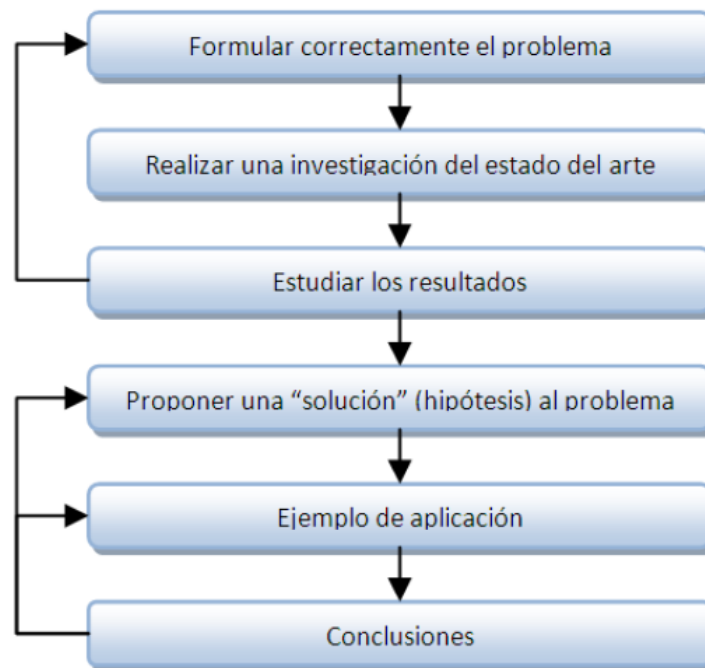 Formular correctamente el problema
Realizar una investigación del estado del arte
Estudiar los resultados
Proponer una “solución” (hipótesis) al problema
Ejemplo de aplicación
Conclusiones